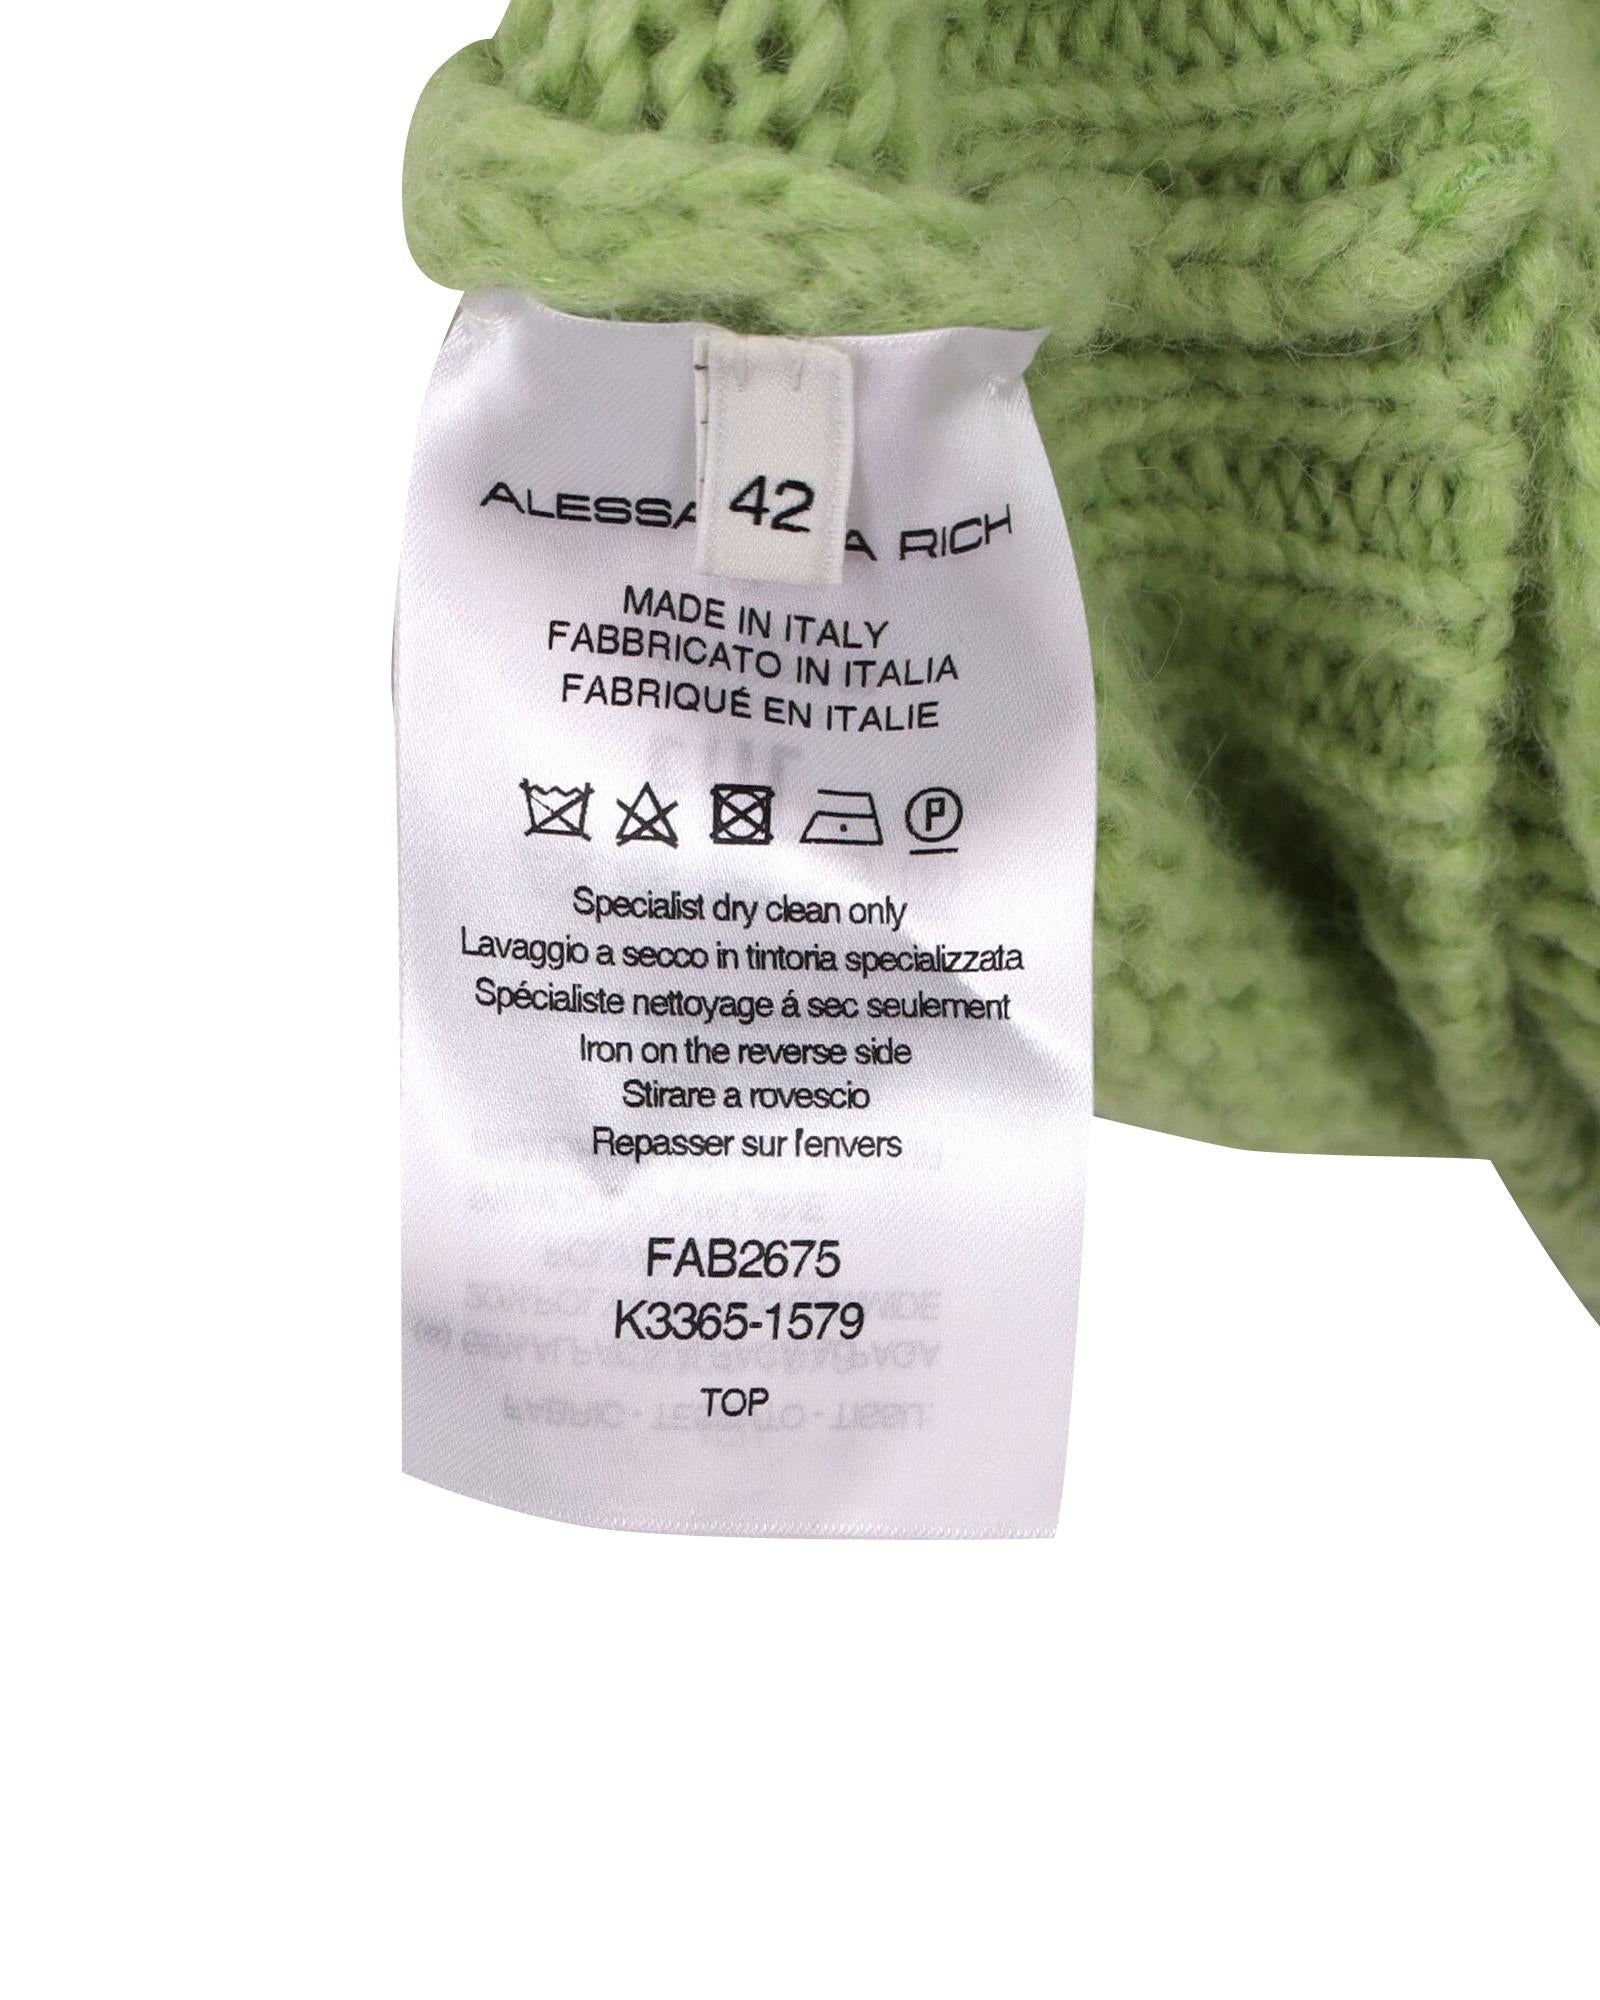 42
ALESSA A RICH
MADE IN ITALY
FABBRICATO IN ITALIA
FABRIQUÉ EN ITALIE
P
Specialist dry clean only
Lavaggio a secco in tintoria specializzata
Spécialiste nettoyage á sec seulement
Iron on the reverse side
Stirare a rovescio
Repasser sur l'envers
FAB2675
K3365-1579
TOP